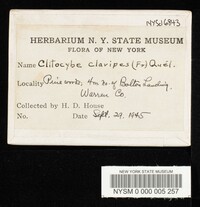 NYS16943
HERBARIUM N. Y. STATE MUSEUM
FLORA OF NEW YORK
Name Clitocybe clavipes (Fr) Quél.
Locality Pine woods, 4m N. of Bolton Landing,
Warren Co.
Collected by H. D. House
No. Date Sept. 29, 1945
NEW YORK STATE MUSEUM
NYSM 0 000 005 257